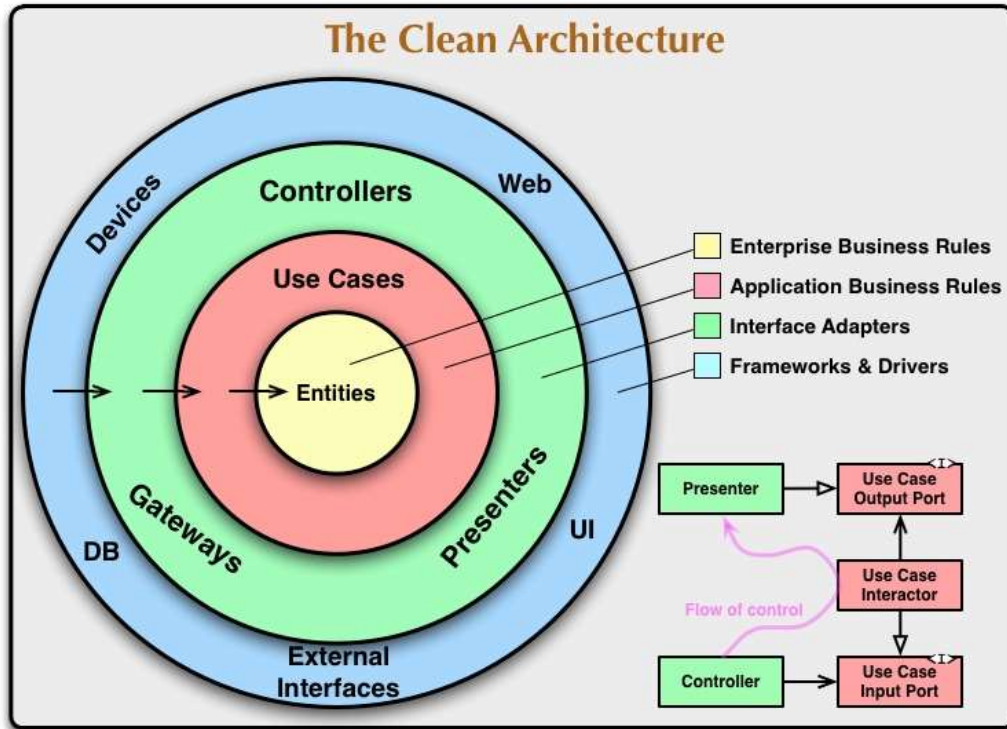 The Clean Architecture
Devices
Web
Controllers
Use Cases
Entities
Gateways
Presenters
DB
UI
External
Interfaces
Enterprise Business Rules
Application Business Rules
Interface Adapters
Frameworks & Drivers
Presenter
<I>
Use Case
Output Port
Use Case
Interactor
Flow of control
Controller
<I>
Use Case
Input Port